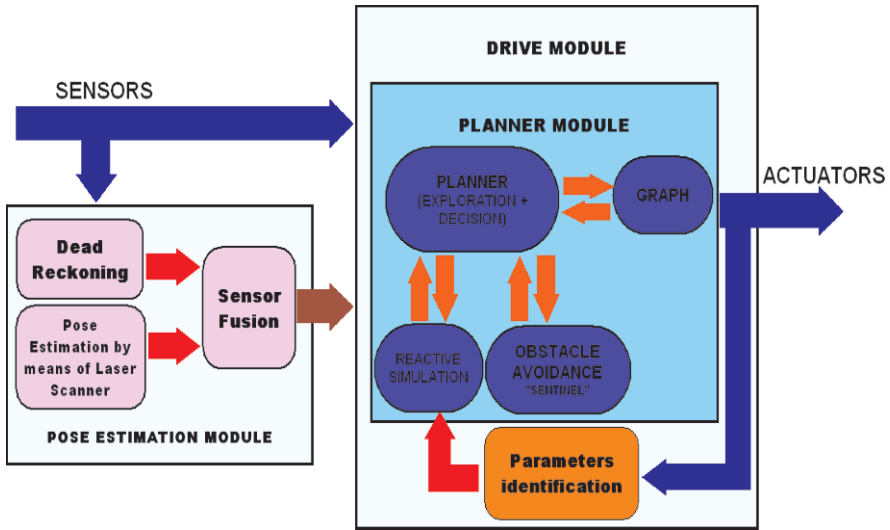 DRIVE MODULE
SENSORS
PLANNER MODULE
PLANNER
(EXPLORATION +
DECISION)
GRAPH
ACTUATORS
Dead
Reckoning
Sensor
Fusion
Pose
Estimation by
means of Laser
Scanner
REACTIVE
SIMULATION
OBSTACLE
AVOIDANCE
"SENTINEL"
POSE ESTIMATION MODULE
Parameters
identification